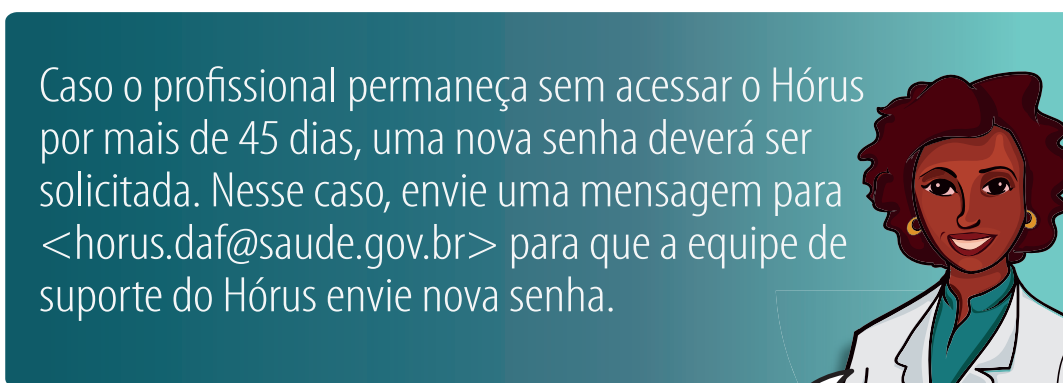 Caso o profissional permaneça sem acessar o Hórus
por mais de 45 dias, uma nova senha deverá ser
solicitada. Nesse caso, envie uma mensagem para
<horus.daf@saude.gov.br> para que a equipe de
suporte do Hórus envie nova senha.